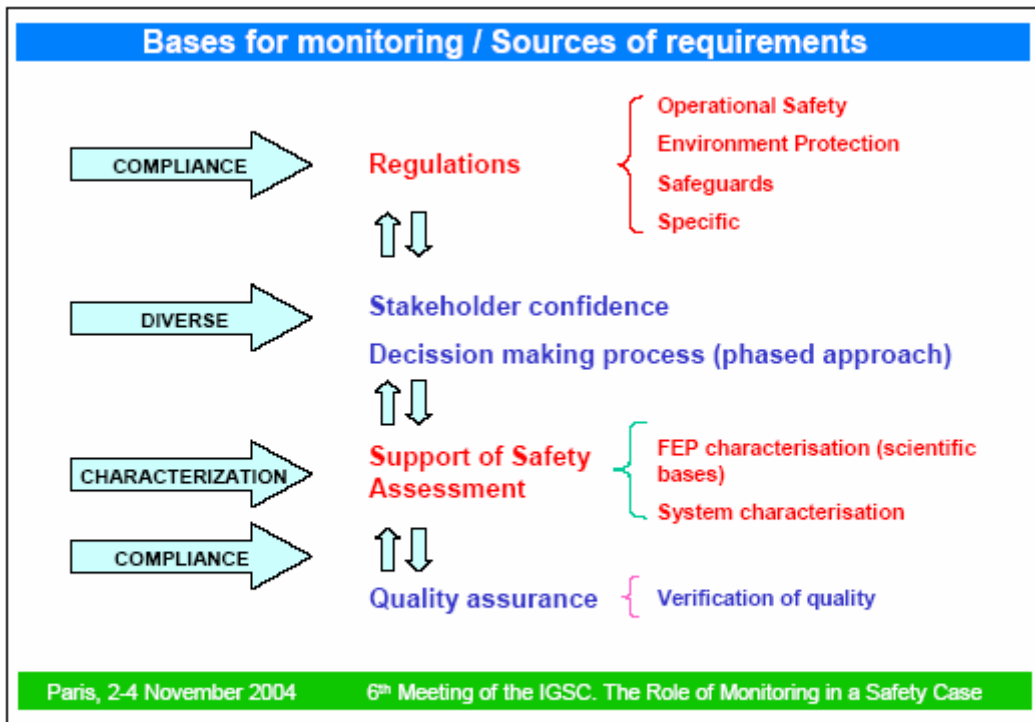 Bases for monitoring / Sources of requirements
COMPLIANCE
Regulations
Operational Safety
Environment Protection
Safeguards
Specific
DIVERSE
Stakeholder confidence
Decission making process (phased approach)
CHARACTERIZATION
Support of Safety
Assessment
FEP characterisation (scientific
bases)
System characterisation
COMPLIANCE
Quality assurance
Verification of quality
Paris, 2-4 November 2004
6th Meeting of the IGSC. The Role of Monitoring in a Safety Case